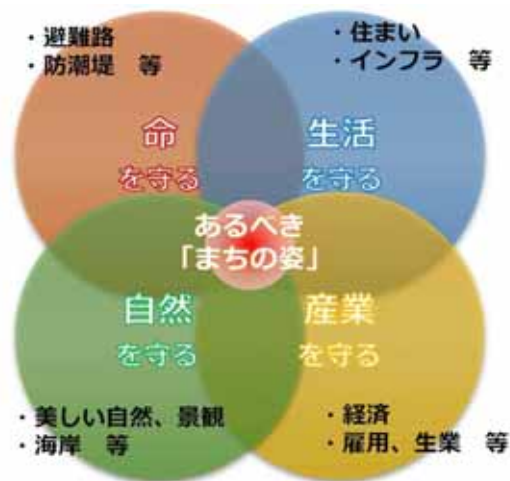 ・避難路
・防潮堤　等
・住まい
・インフラ　等
命
を守る
生活
を守る
あるべき
「まちの姿」
自然
を守る
産業
を守る
・美しい自然、景観
・海岸　等
・経済
・雇用、生業　等